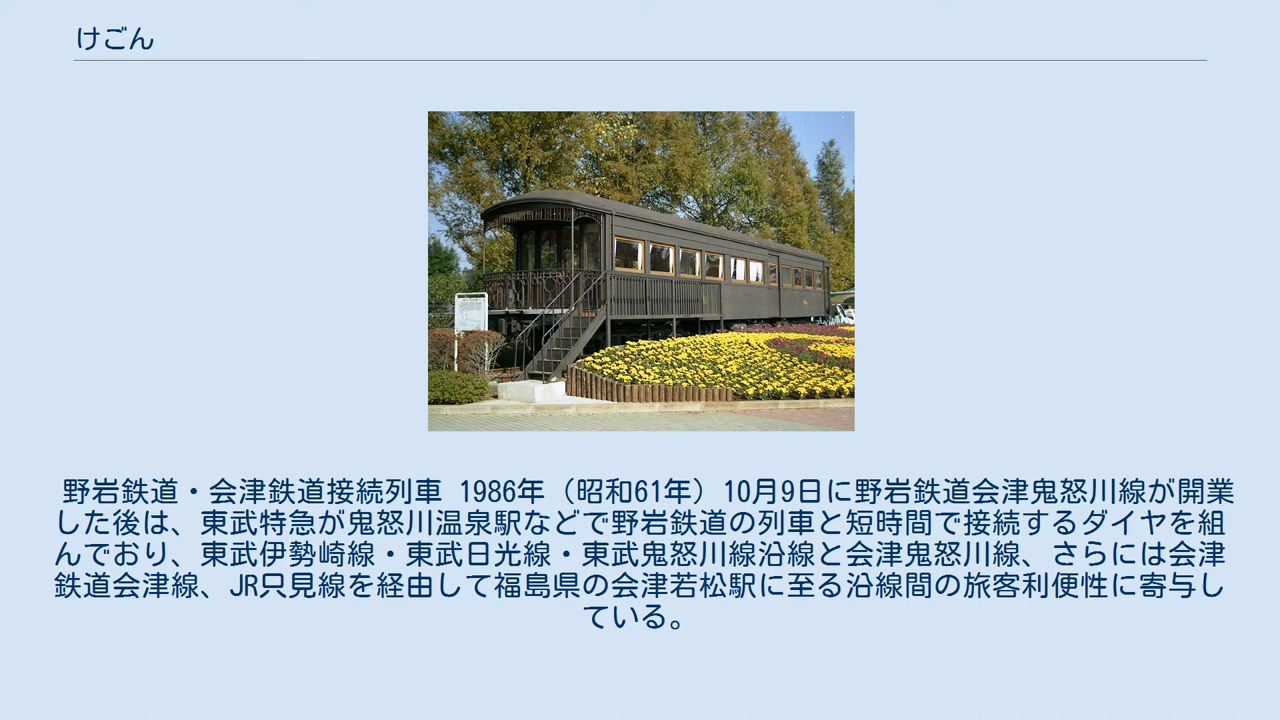 けごん
野岩鉄道・会津鉄道接続列車 1986年（昭和61年）10月9日に野岩鉄道会津鬼怒川線が開業
した後は、東武特急が鬼怒川温泉駅などで野岩鉄道の列車と短時間で接続するダイヤを組
んでおり、東武伊勢崎線・東武日光線・東武鬼怒川線沿線と会津鬼怒川線、さらには会津
鉄道会津線、JR只見線を経由して福島県の会津若松駅に至る沿線間の旅客利便性に寄与し
ている。